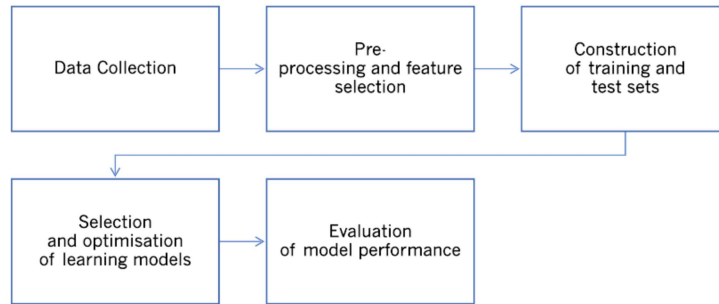 Data Collection
Pre-
processing and feature
selection
Construction
of training and
test sets
Selection
and optimisation
of learning models
Evaluation
of model performance